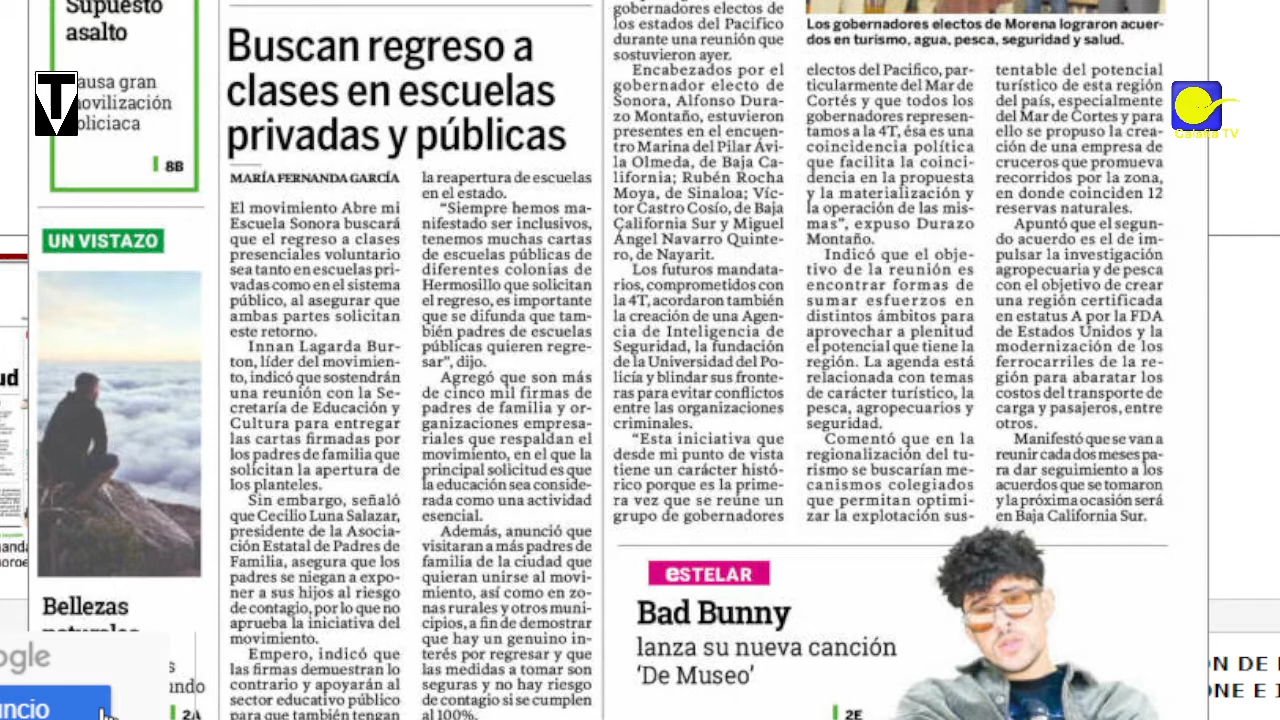 Supuesto
asalto
ausa gran
ovilización
oliciaca
8B
T
UN VISTAZO
ud
Bellezas
ogle
uncio
s
undo
2A
Buscan regreso a
clases en escuelas
privadas y públicas
MARÍA FERNANDA GARCÍA
El movimiento Abre mi
Escuela Sonora buscará
que el regreso a clases
presenciales voluntario
sea tanto en escuelas pri-
vadas como en el sistema
público, al asegurar que
ambas partes solicitan
este retorno.
Innan Lagarda Bur-
ton, líder del movimien-
to, indicó que sostendrán
una reunión con la Se-
cretaría de Educación y
Cultura para entregar
las cartas firmadas por
los padres de familia que
solicitan la apertura de
los planteles.
Sin embargo, señaló
que Cecilio Luna Salazar,
presidente de la Asocia-
ción Estatal de Padres de
Familia, asegura que los
padres se niegan a expo-
ner a sus hijos al riesgo
de contagio, por lo que no
aprueba la iniciativa del
movimiento.
Empero, indicó que
las firmas demuestran lo
contrario y apoyarán al
sector educativo público
para que también tengan
la reapertura de escuelas
en el estado.
“Siempre hemos ma-
nifestado ser inclusivos,
tenemos muchas cartas
de escuelas públicas de
diferentes colonias de
Hermosillo que solicitan
el regreso, es importante
que se difunda que tam-
bién padres de escuelas
públicas quieren regre-
sar”, dijo.
Agregó que son más
de cinco mil firmas de
padres de familia y or-
ganizaciones empresa-
riales que respaldan el
movimiento, en el que la
principal solicitud es que
la educación sea conside-
rada como una actividad
esencial.
Además, anunció que
visitaran a más padres de
familia de la ciudad que
quieran unirse al movi-
miento, así como en zo-
nas rurales y otros muni-
cipios, a fin de demostrar
que hay un genuino in-
terés por regresar y que
las medidas a tomar son
seguras y no hay riesgo
de contagio si se cumplen
al 100%.
gobernadores electos de
los estados del Pacifico
durante una reunión que
sostuvieron ayer.
Encabezados por el
gobernador electo de
Sonora, Alfonso Dura-
zo Montaño, estuvieron
presentes en el encuen-
tro Marina del Pilar Ávi-
la Olmeda, de Baja Ca-
lifornia; Rubén Rocha
Moya, de Sinaloa; Víc-
tor Castro Cosío, de Baja
California Sur y Miguel
Ángel Navarro Quinte-
ro, de Nayarit.
Los futuros mandata-
rios, comprometidos con
la 4T, acordaron también
la creación de una Agen-
cia de Inteligencia de
Seguridad, la fundación
de la Universidad del Po-
licía y blindar sus fronte-
ras para evitar conflictos
entre las organizaciones
criminales.
“Esta iniciativa que
desde mi punto de vista
tiene un carácter histó-
rico porque es la prime-
ra vez que se reúne un
grupo de gobernadores
Los gobernadores electos de Morena lograron acuer-
dos en turismo, agua, pesca, seguridad y salud.
electos del Pacífico, par-
ticularmente del Mar de
Cortés y que todos los
gobernadores represen-
tamos a la 4T, ésa es una
coincidencia política
que facilita la coinci-
dencia en la propuesta
y la materialización y
la operación de las mis-
mas”, expuso Durazo
Montaño.
Indicó que el obje-
tivo de la reunión es
encontrar formas de
sumar esfuerzos en
distintos ámbitos para
aprovechar a plenitud
el potencial que tiene la
región. La agenda está
relacionada con temas
de carácter turístico, la
pesca, agropecuarios y
seguridad.
Comentó que en la
regionalización del tu-
rismo se buscarían me-
canismos colegiados
que permitan optimi-
zar la explotación sus-
tentable del potencial
turístico de esta región
del país, especialmente
del Mar de Cortes y para
ello se propuso la crea-
ción de una empresa de
cruceros que promueva
recorridos por la zona,
en donde coinciden 12
reservas naturales.
Apuntó que el segun-
do acuerdo es el de im-
pulsar la investigación
agropecuaria y de pesca
con el objetivo de crear
una región certificada
en estatus A por la FDA
de Estados Unidos y la
modernización de los
ferrocarriles de la re-
gión para abaratar los
costos del transporte de
carga y pasajeros, entre
otros.
Manifestó que se van a
reunir cada dos meses pa-
ra dar seguimiento a los
acuerdos que se tomaron
y la próxima ocasión será
en Baja California Sur.
ESTELAR
Bad Bunny
lanza su nueva canción
‘De Museo’
2E
Calafia TV